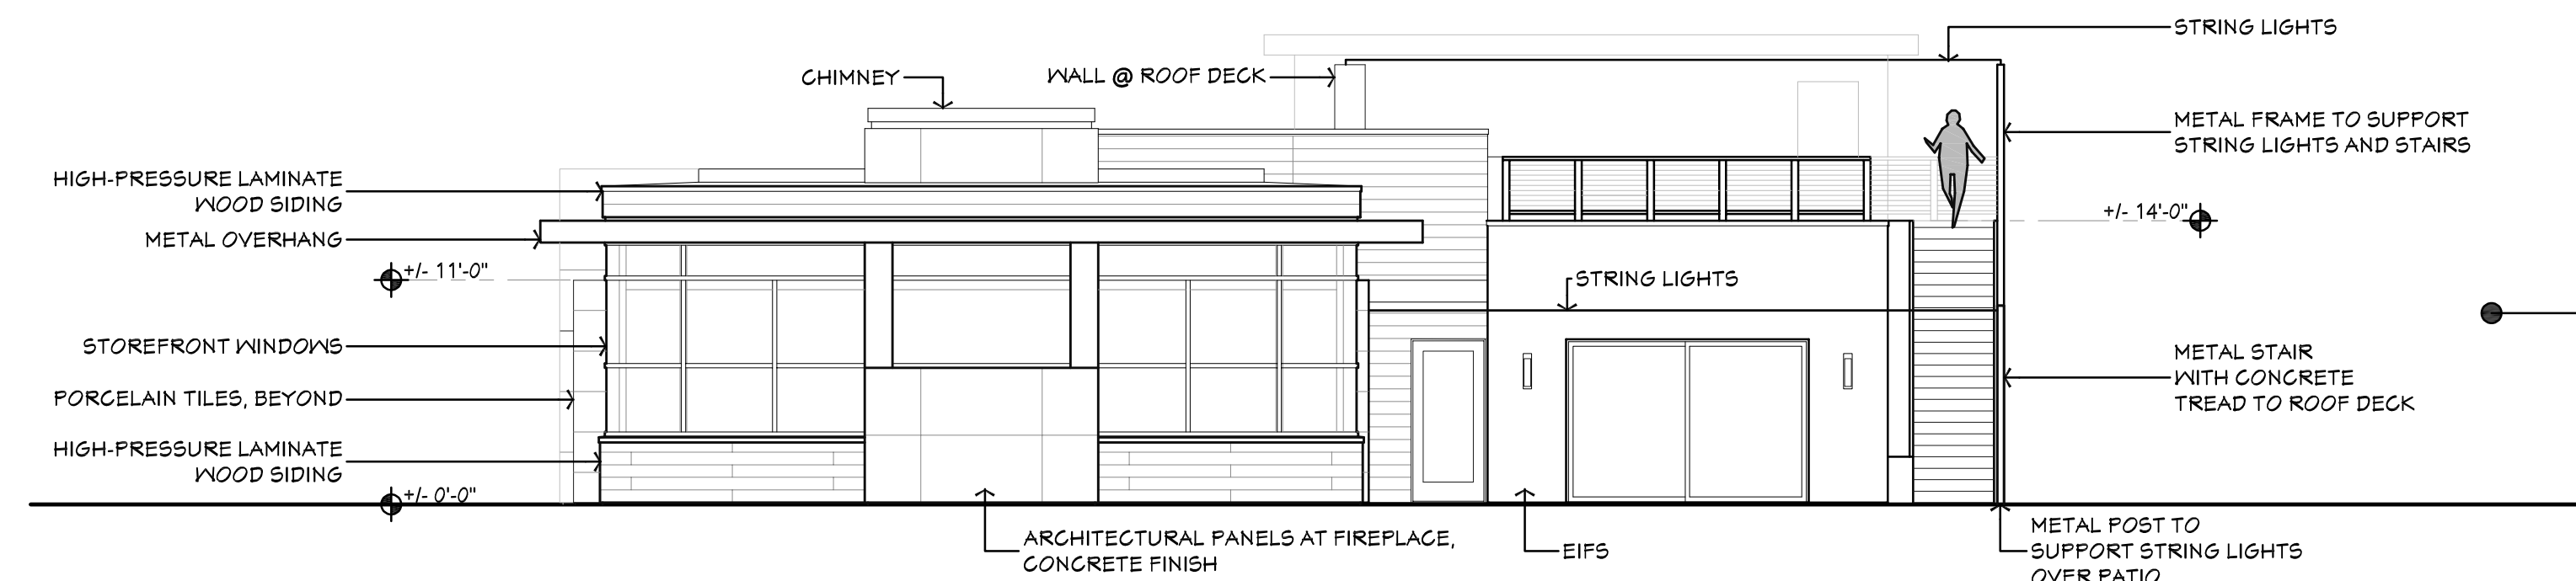 STRING LIGHTS
CHIMNEY
WALL @ ROOF DECK
METAL FRAME TO SUPPORT
STRING LIGHTS AND STAIRS
HIGH-PRESSURE LAMINATE
WOOD SIDING
+/- 14'-0"
METAL OVERHANG
+/- 11'-0"
STRING LIGHTS
STOREFRONT WINDOWS
METAL STAIR
WITH CONCRETE
TREAD TO ROOF DECK
PORCELAIN TILES, BEYOND
HIGH-PRESSURE LAMINATE
WOOD SIDING
+/- 0'-0"
ARCHITECTURAL PANELS AT FIREPLACE,
CONCRETE FINISH
EIFS
METAL POST TO
SUPPORT STRING LIGHTS
OVER PATIO